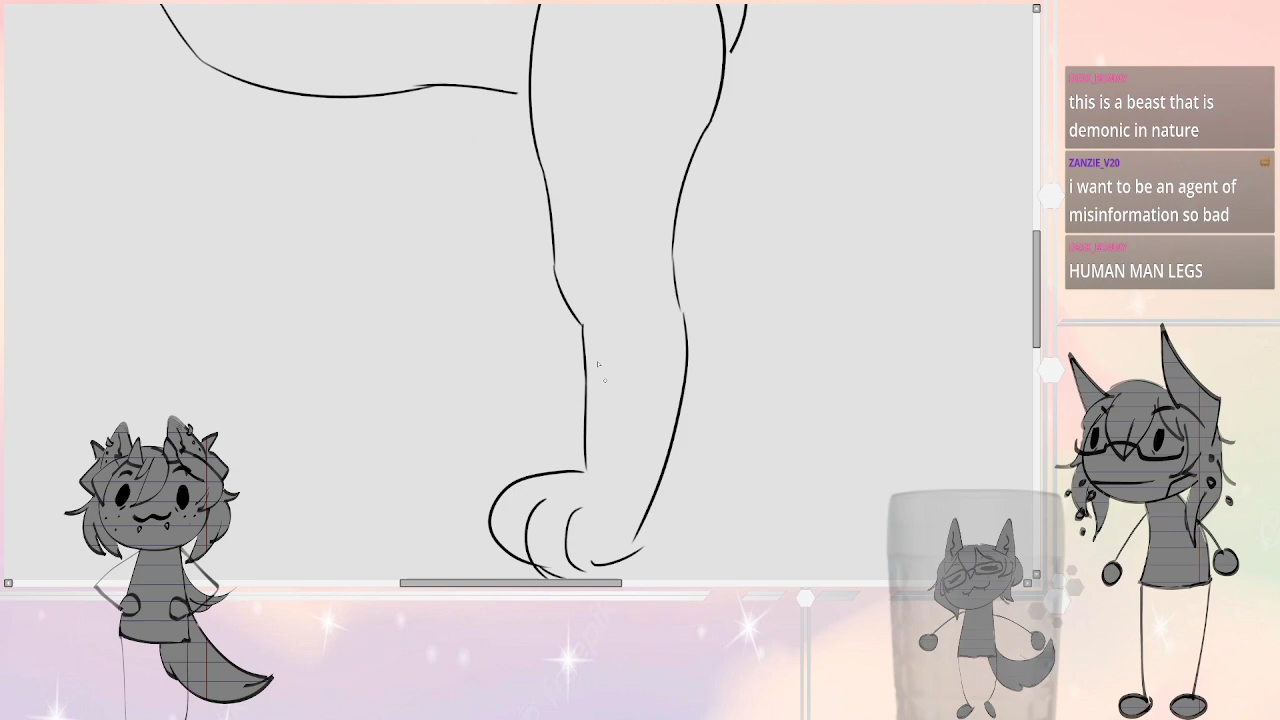 this is a beast that is
demonic in nature
ZANZIE_V20
i want to be an agent of
misinformation so bad
HUMAN MAN LEGS